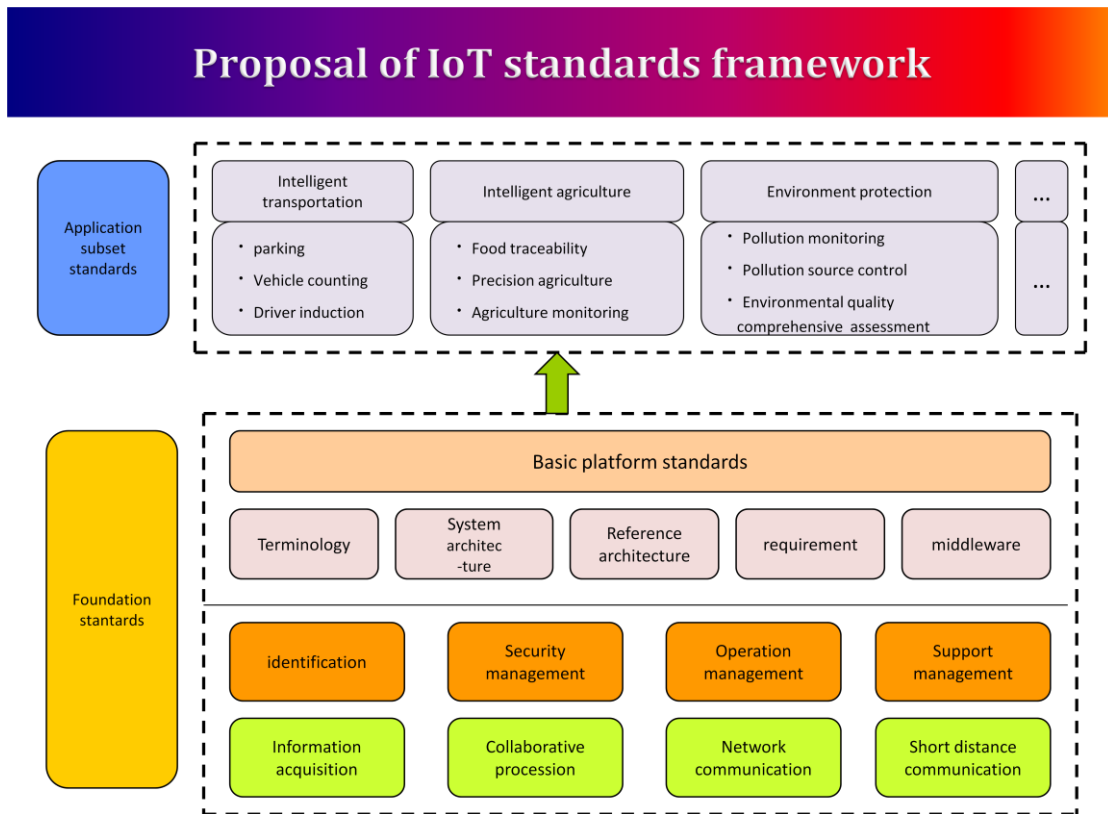 Proposal of IoT standards framework
Application
subset
standards
Intelligent
transportation
• parking
• Vehicle counting
• Driver induction
Intelligent agriculture
• Food traceability
• Precision agriculture
• Agriculture monitoring
Environment protection
• Pollution monitoring
• Pollution source control
• Environmental quality
comprehensive assessment
...
...
Foundation
stantards
Basic platform standards
Terminology
System
architec
-ture
Reference
architecture
requirement
middleware
identification
Security
management
Operation
management
Support
management
Information
acquisition
Collaborative
procession
Network
communication
Short distance
communication